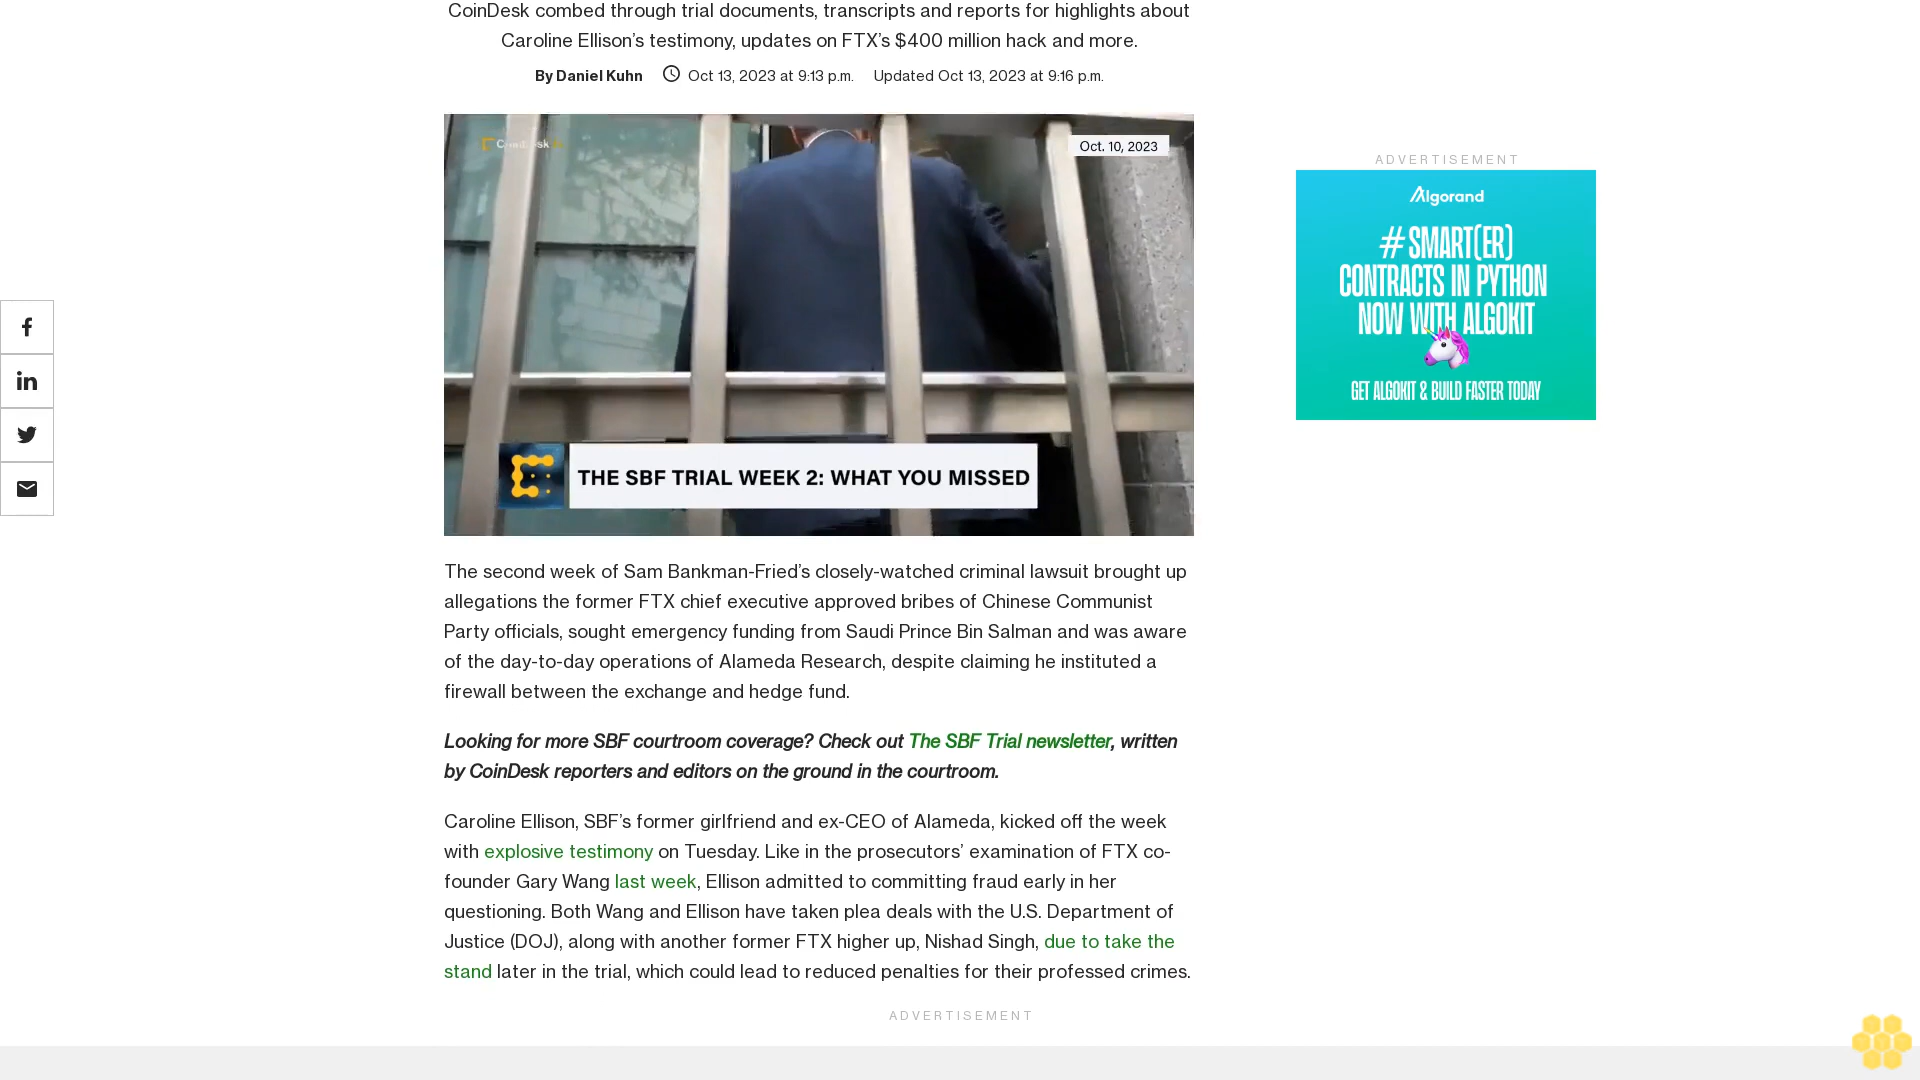 CoinDesk combed through trial documents, transcripts and reports for highlights about
Caroline Ellison’s testimony, updates on FTX’s $400 million hack and more.
By Daniel Kuhn Oct 13, 2023 at 9:13 p.m. Updated Oct 13, 2023 at 9:16 p.m.
Oct. 10, 2023
THE SBF TRIAL WEEK 2: WHAT YOU MISSED
ADVERTISEMENT
Algorand
# SMART(ER)
CONTRACTS IN PYTHON
NOW WITH ALGOKIT
GET ALGOKIT & BUILD FASTER TODAY
The second week of Sam Bankman-Fried’s closely-watched criminal lawsuit brought up
allegations the former FTX chief executive approved bribes of Chinese Communist
Party officials, sought emergency funding from Saudi Prince Bin Salman and was aware
of the day-to-day operations of Alameda Research, despite claiming he instituted a
firewall between the exchange and hedge fund.
Looking for more SBF courtroom coverage? Check out The SBF Trial newsletter, written
by CoinDesk reporters and editors on the ground in the courtroom.
Caroline Ellison, SBF’s former girlfriend and ex-CEO of Alameda, kicked off the week
with explosive testimony on Tuesday. Like in the prosecutors’ examination of FTX co-
founder Gary Wang last week, Ellison admitted to committing fraud early in her
questioning. Both Wang and Ellison have taken plea deals with the U.S. Department of
Justice (DOJ), along with another former FTX higher up, Nishad Singh, due to take the
stand later in the trial, which could lead to reduced penalties for their professed crimes.
ADVERTISEMENT